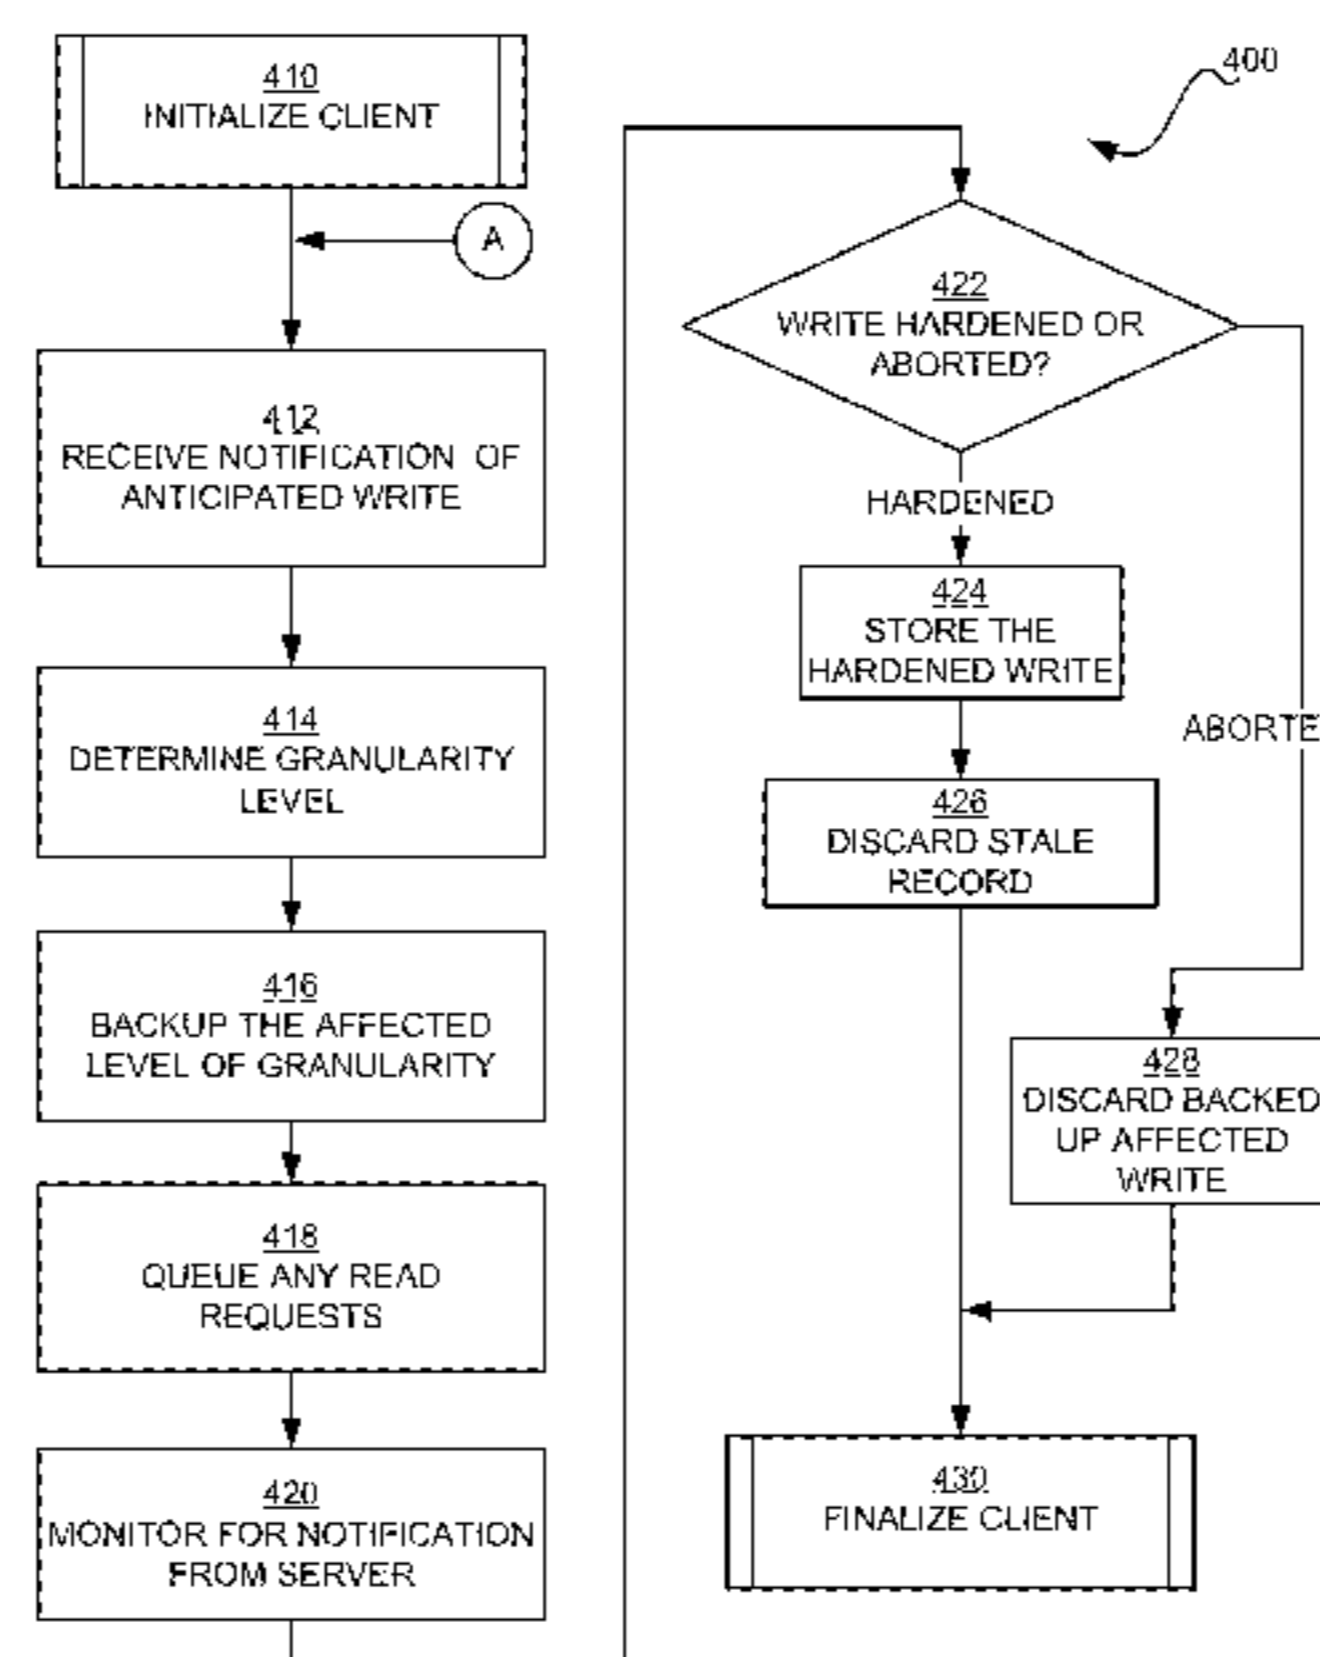 410
INITIALIZE CLIENT
A
412
RECEIVE NOTIFICATION OF
ANTICIPATED WRITE
414
DETERMINE GRANULARITY
LEVEL
416
BACKUP THE AFFECTED
LEVEL OF GRANULARITY
418
QUEUE ANY READ
REQUESTS
420
MONITOR FOR NOTIFICATION
FROM SERVER
400
422
WRITE HARDENED OR
ABORTED?
HARDENED
424
STORE THE
HARDENED WRITE
ABORTE
426
DISCARD STALE
RECORD
428
DISCARD BACKED
UP AFFECTED
WRITE
430
FINALIZE CLIENT